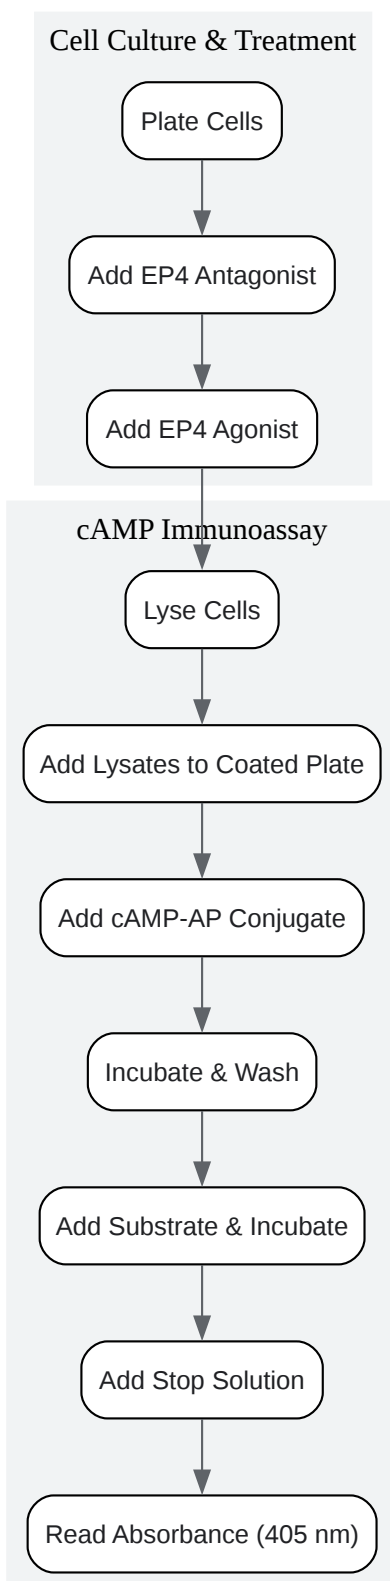 Cell Culture & Treatment
Plate Cells
Add EP4 Antagonist
Add EP4 Agonist
cAMP Immunoassay
Lyse Cells
Add Lysates to Coated Plate
Add cAMP-AP Conjugate
Incubate & Wash
Add Substrate & Incubate
Add Stop Solution
Read Absorbance (405 nm)